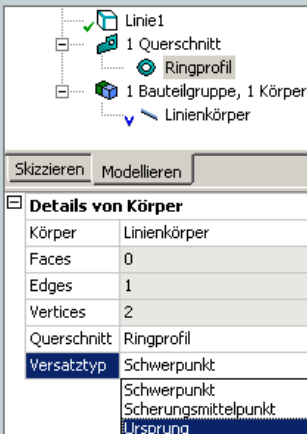 Linie1
1 Querschnitt
Ringprofil
1 Bauteilgruppe, 1 Körper
Linienkörper
Skizzieren Modellieren
Details von Körper
Körper Linienkörper
Faces 0
Edges 1
Vertices 2
Querschnitt Ringprofil
Versatztyp Schwerpunkt
Schwerpunkt
Scherungsmittelpunkt
Ursprung